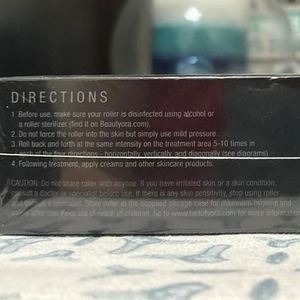 DIRECTIONS
1. Before use, make sure your roller is disinfected using alcohol or
a roller sterilizer (find it on Beautyora.com).
2. Do not force the roller into the skin but simply use mild pressure.
3. Roll back and forth at the same intensity on the treatment area 5-10 times in
each of the four directions - horizontally, vertically, and diagonally (see diagrams)
4. Following treatment, apply creams and other skincare products.
CAUTION: Do not share roller with anyone. If you have irritated skin or a skin condition,
consult a doctor or specialist before use. If there is any skin sensitivity, stop using roller
and consult a specialist. Store roller in the supplied storage case for maximum hygiene and
after use. Keep out of reach of children. Go to www.beautyora.com for more information